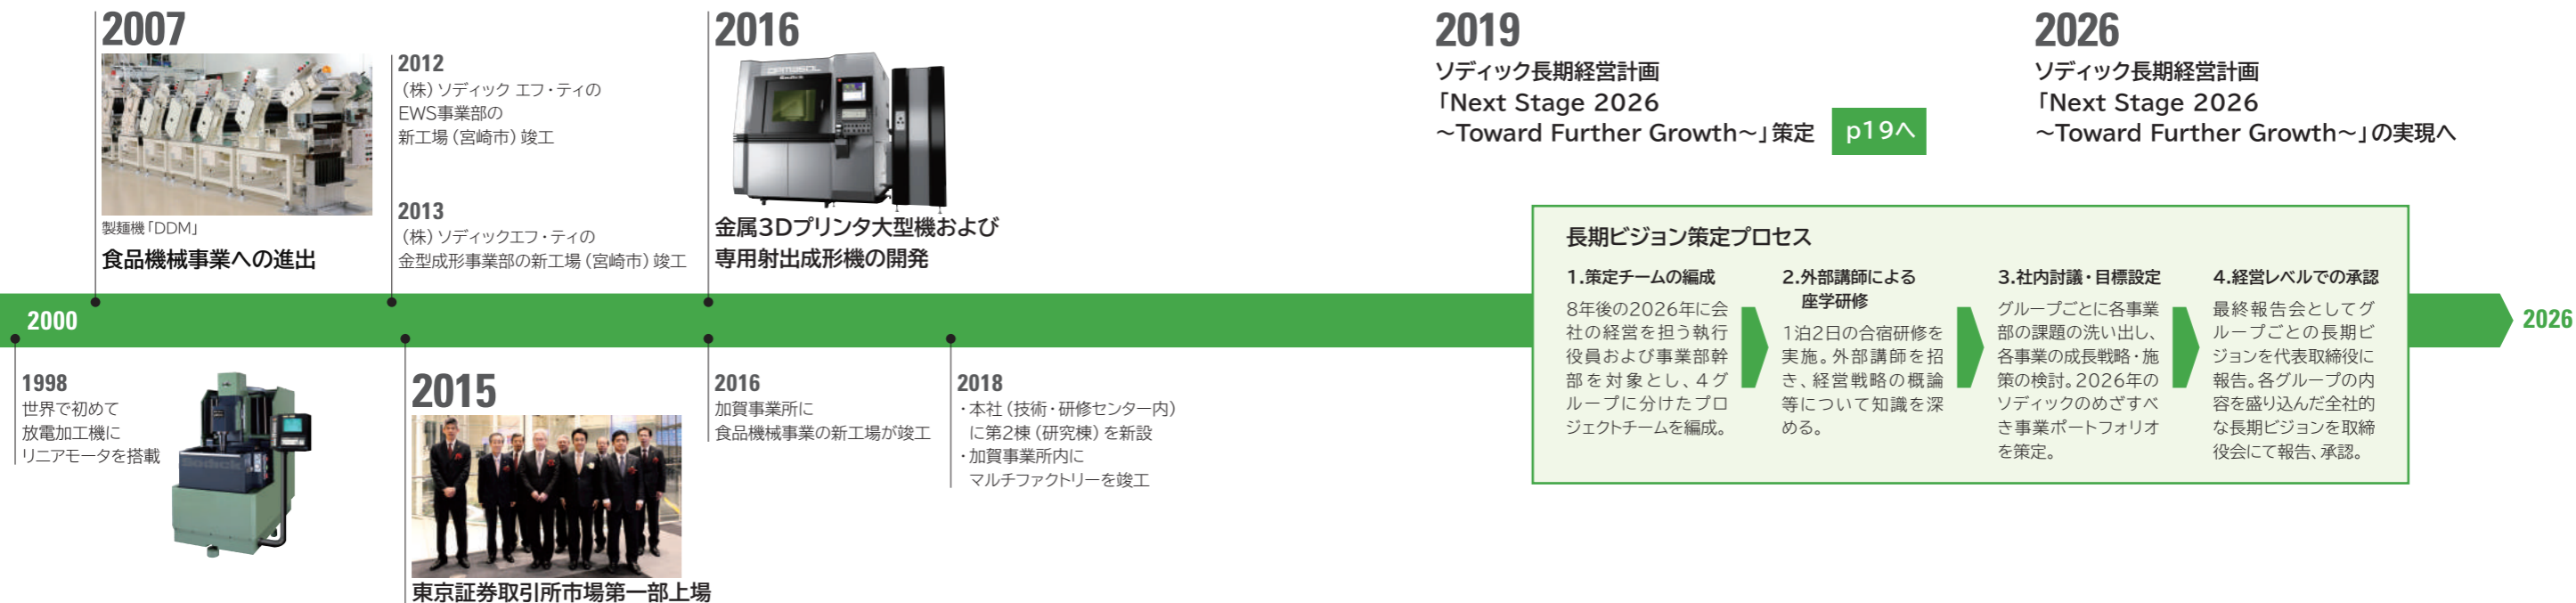 2007
製麺機「DDM」
食品機械事業への進出
2012
（株）ソディック エフ・ティの
EWS事業部の
新工場（宮崎市）竣工
2013
（株）ソディックエフ・ティの
金型成形事業部の新工場（宮崎市）竣工
2016
OPM350L
Sodick
金属3Dプリンタ大型機および
専用射出成形機の開発
2019
ソディック長期経営計画
「Next Stage 2026
～Toward Further Growth～」策定
p19へ
2026
ソディック長期経営計画
「Next Stage 2026
～Toward Further Growth～」の実現へ
2000
2026
1998
世界で初めて
放電加工機に
リニアモータを搭載
Sodick
2015
東京証券取引所市場第一部上場
2016
加賀事業所に
食品機械事業の新工場が竣工
2018
・本社（技術・研修センター内）
に第2棟（研究棟）を新設
・加賀事業所内に
マルチファクトリーを竣工
長期ビジョン策定プロセス
1.策定チームの編成
8年後の2026年に会
社の経営を担う執行
役員および事業部幹
部を対象とし、4グ
ループに分けたプロ
ジェクトチームを編成。
2.外部講師による
座学研修
1泊2日の合宿研修を
実施。外部講師を招
き、経営戦略の概論
等について知識を深
める。
3.社内討議・目標設定
グループごとに各事業
部の課題の洗い出し、
各事業の成長戦略・施
策の検討。2026年の
ソディックのめざすべ
き事業ポートフォリオ
を策定。
4.経営レベルでの承認
最終報告会としてグ
ループごとの長期ビ
ジョンを代表取締役に
報告。各グループの内
容を盛り込んだ全社的
な長期ビジョンを取締
役会にて報告、承認。